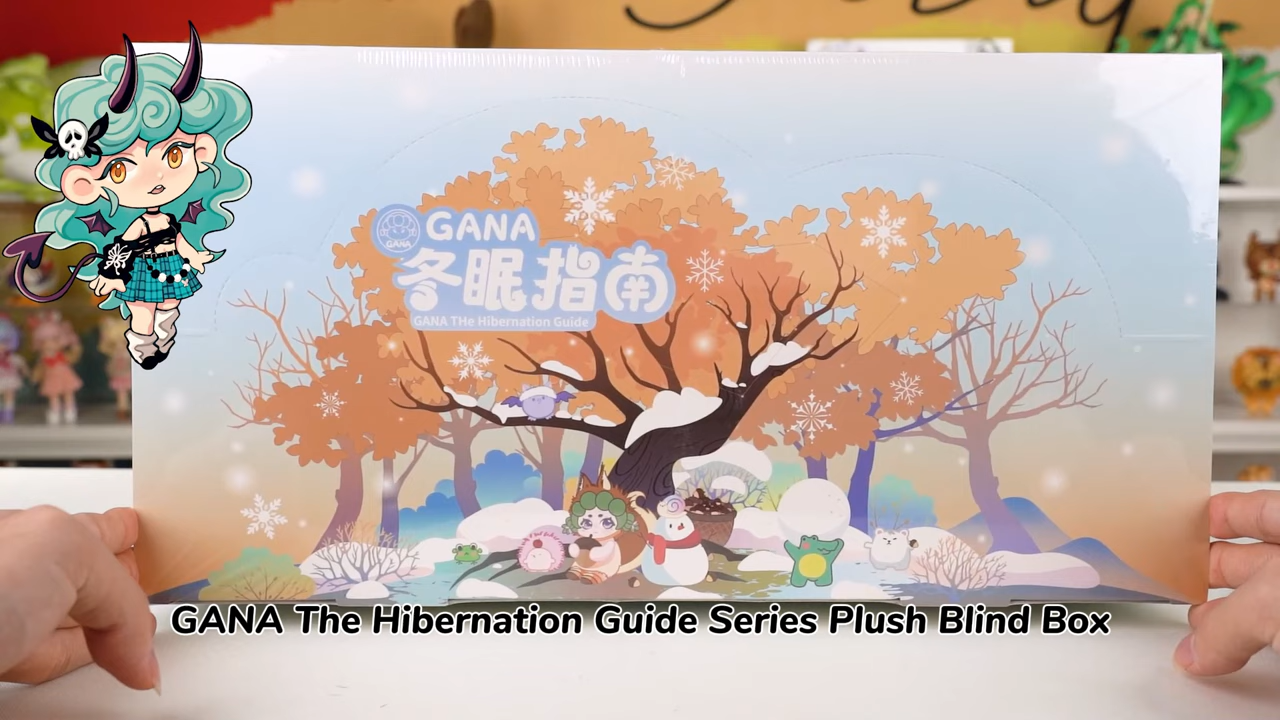 GANA
GANA
冬眠指南
GANA THe Hibernation Guide
GANA The Hibernation Guide Series Plush Blind Box